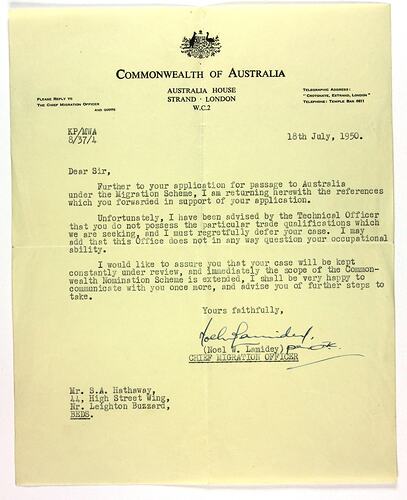 COMMONWEALTH OF AUSTRALIA
AUSTRALIA HOUSE
STRAND · LONDON
W.C.2
PLEASE REPLY TO
THE CHIEF MIGRATION OFFICER
AND QUOTE
TELEGRAPHIC ADDRESS:
"CROTONATE, ESTRAND, LONDON"
TELEPHONE: TEMPLE BAR 6611
KP/MWA
8/37/4
18th July, 1950.
Dear Sir,
Further to your application for passage to Australia
under the Migration Scheme, I am returning herewith the references
which you forwarded in support of your application.
Unfortunately, I have been advised by the Technical Officer
that you do not possess the particular trade qualifications which
we are seeking, and I must regretfully defer your case. I may
add that this Office does not in any way question your occupational
ability.
I would like to assure you that your case will be kept
constantly under review, and immediately the scope of the Common-
wealth Nomination Scheme is extended, I shall be very happy to
communicate with you once more, and advise you of further steps to
take.
Yours faithfully,
Noel Lamidey.
(Noel W. Lamidey)
CHIEF MIGRATION OFFICER
Mr. S.A. Hathaway,
44, High Street Wing,
Nr. Leighton Buzzard,
BEDS.